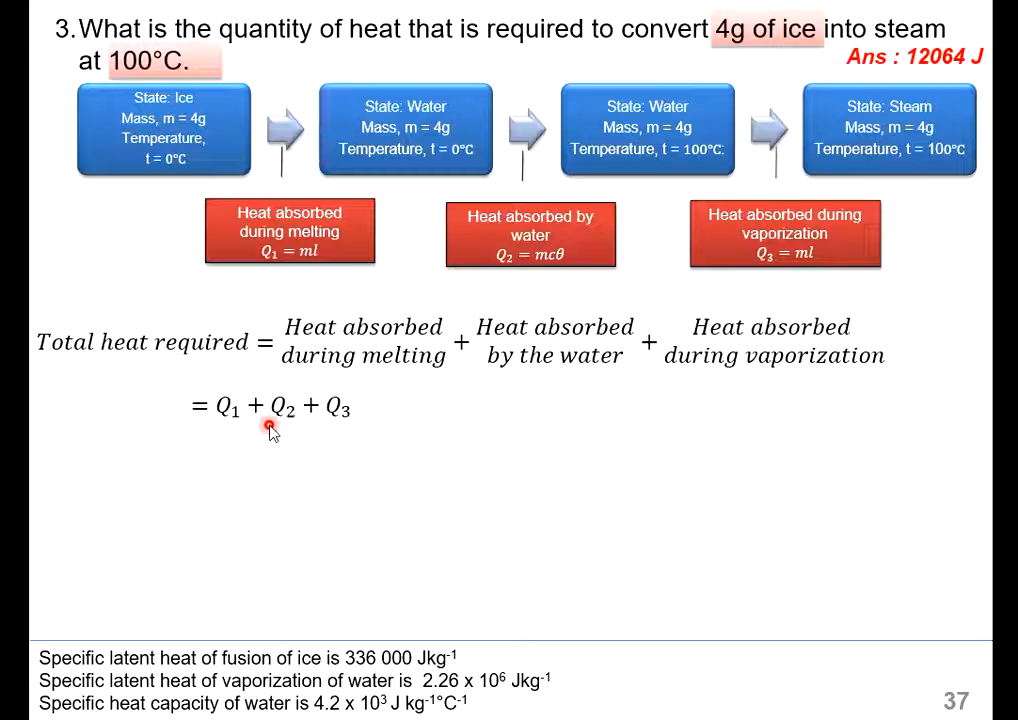 3. What is the quantity of heat that is required to convert 4g of ice into steam
at 100°C.
Ans : 12064 J
State: Ice
Mass, m = 4g
Temperature,
t = 0°C
State: Water
Mass, m = 4g
Temperature, t = 0°C
State: Water
Mass, m = 4g
Temperature, t = 100°C.
State: Steam
Mass, m = 4g
Temperature, t = 100°C
Heat absorbed
during melting
Q₁ = ml
Heat absorbed by
water
Q₂ = mcθ
Heat absorbed during
vaporization
Q₃ = ml
Total heat required = Heat absorbed during melting + Heat absorbed by the water + Heat absorbed during vaporization
= Q₁ + Q₂ + Q₃
Specific latent heat of fusion of ice is 336 000 Jkg⁻¹
Specific latent heat of vaporization of water is 2.26 x 10⁶ Jkg⁻¹
Specific heat capacity of water is 4.2 x 10³ J kg⁻¹°C⁻¹
37